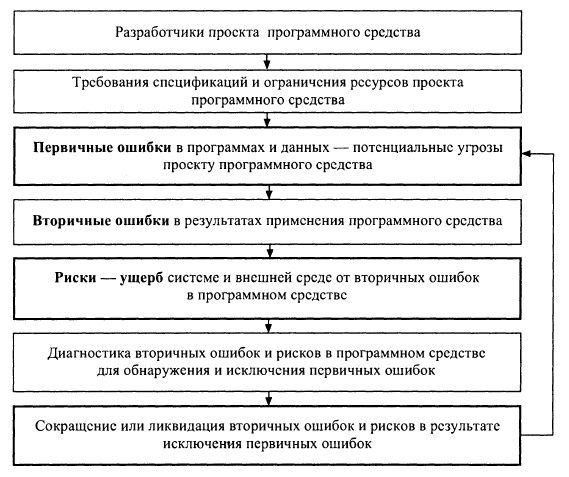 Разработчики проекта программного средства
Требования спецификаций и ограничения ресурсов проекта
программного средства
Первичные ошибки в программах и данных — потенциальные угрозы
проекту программного средства
Вторичные ошибки в результатах применения программного средства
Риски — ущерб системе и внешней среде от вторичных ошибок
в программном средстве
Диагностика вторичных ошибок и рисков в программном средстве
для обнаружения и исключения первичных ошибок
Сокращение или ликвидация вторичных ошибок и рисков в результате
исключения первичных ошибок